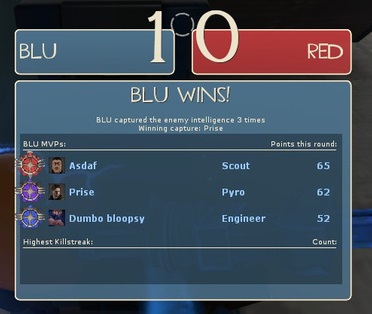 1 0
BLU RED
BLU WINS!
BLU captured the enemy intelligence 3 times
Winning capture: Prise
BLU MVPs: Points this round:
Asdaf Scout 65
Prise Pyro 62
Dumbo bloopsy Engineer 52
Highest Killstreak: Count: